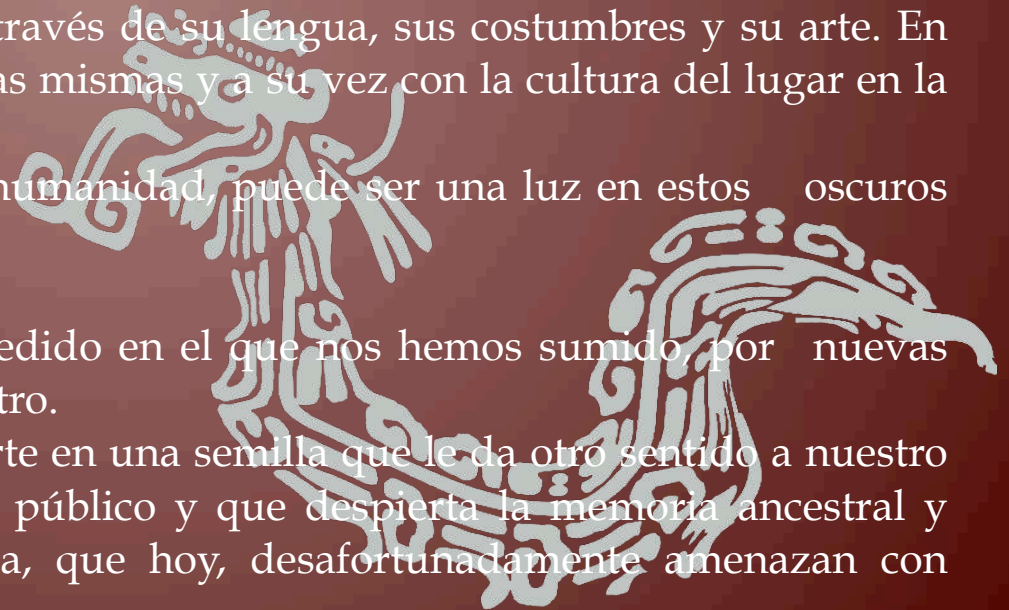 través de su lengua, sus costumbres y su arte. En
as mismas y a su vez con la cultura del lugar en la
humanidad, puede ser una luz en estos oscuros
edido en el que nos hemos sumido, por nuevas
tro.
rte en una semilla que le da otro sentido a nuestro
público y que despierta la memoria ancestral y
a, que hoy, desafortunadamente amenazan con